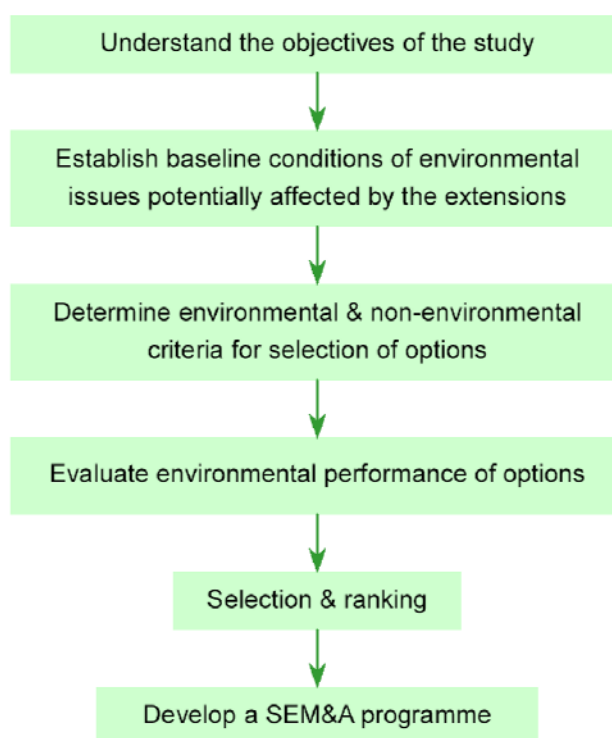 Understand the objectives of the study
Establish baseline conditions of environmental
issues potentially affected by the extensions
Determine environmental & non-environmental
criteria for selection of options
Evaluate environmental performance of options
Selection & ranking
Develop a SEM&A programme